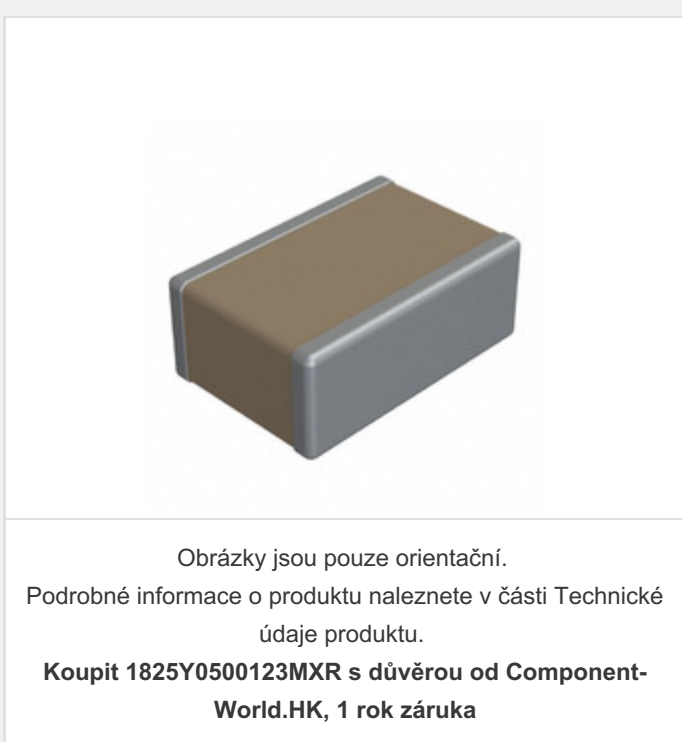 Obrázky jsou pouze orientační.
Podrobné informace o produktu naleznete v části Technické
údaje produktu.
Koupit 1825Y0500123MXR s důvěrou od Component-
World.HK, 1 rok záruka